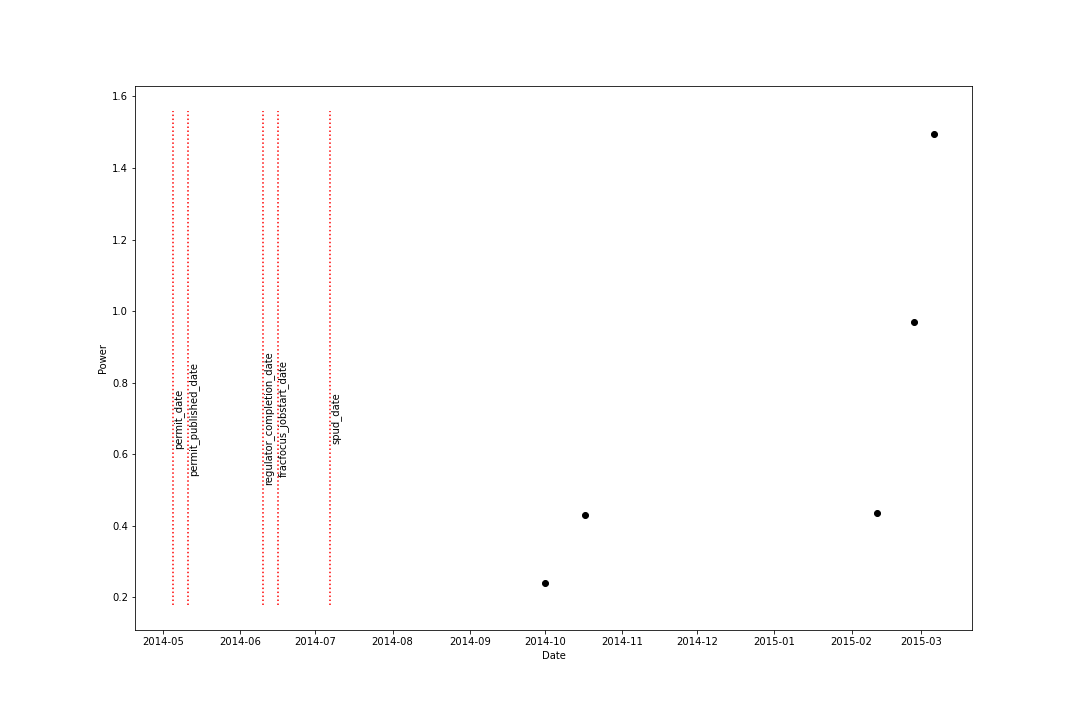 1.6
1.4
1.2
1.0
0.8
0.6
0.4
0.2
Power
permit_date
permit_published_date
regulator_completion_date
fracfocus_jobstart_date
spud_date
2014-05 2014-06 2014-07 2014-08 2014-09 2014-10 2014-11 2014-12 2015-01 2015-02 2015-03
Date